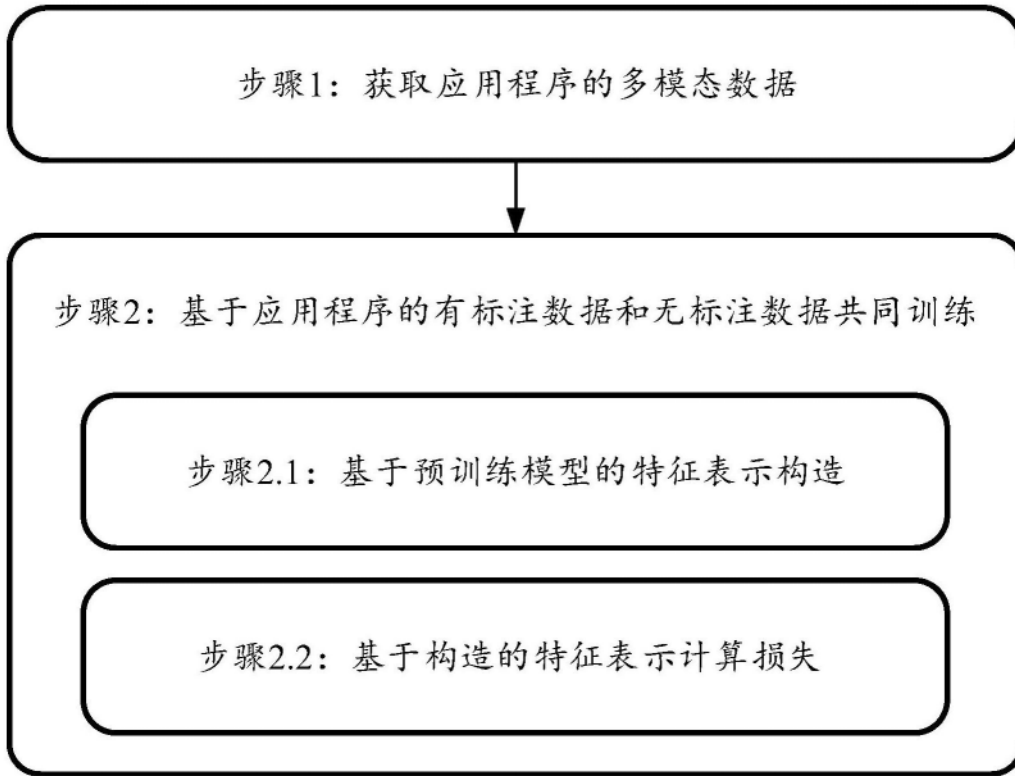 步骤1：获取应用程序的多模态数据
步骤2：基于应用程序的有标注数据和无标注数据共同训练
步骤2.1：基于预训练模型的特征表示构造
步骤2.2：基于构造的特征表示计算损失